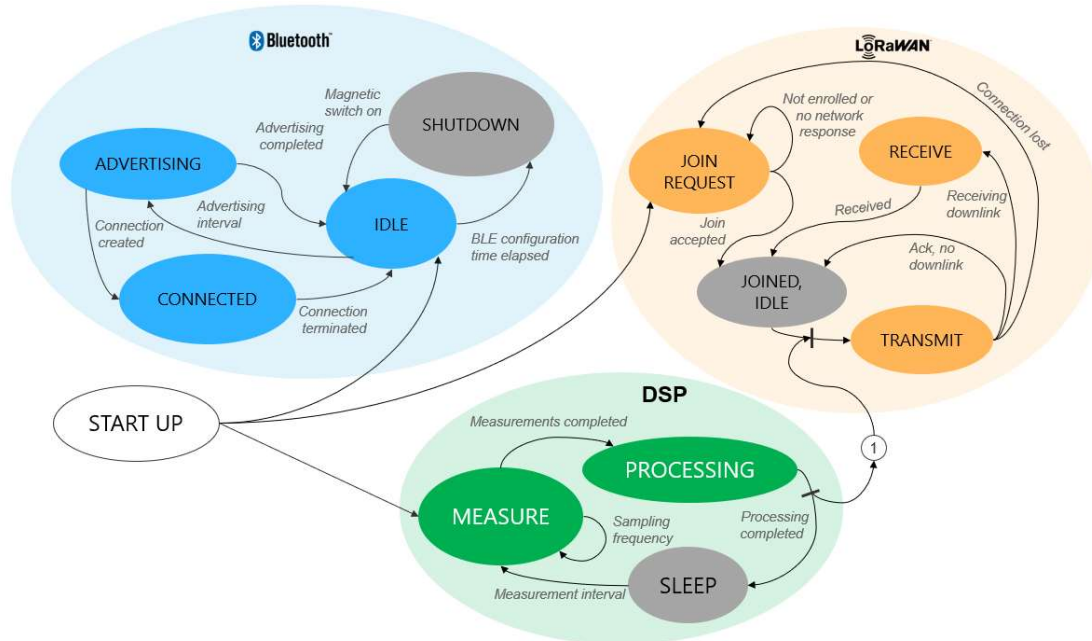 Bluetooth™
Magnetic
switch on
SHUTDOWN
Advertising
completed
ADVERTISING
IDLE
Advertising
interval
Connection
created
BLE configuration
time elapsed
CONNECTED
Connection
terminated
LoRaWAN
Connection lost
Not enrolled or
no network
response
JOIN
REQUEST
RECEIVE
Received
Receiving
downlink
Join
accepted
Ack, no
downlink
JOINED,
IDLE
TRANSMIT
START UP
DSP
Measurements completed
PROCESSING
1
MEASURE
Sampling
frequency
Processing
completed
SLEEP
Measurement interval